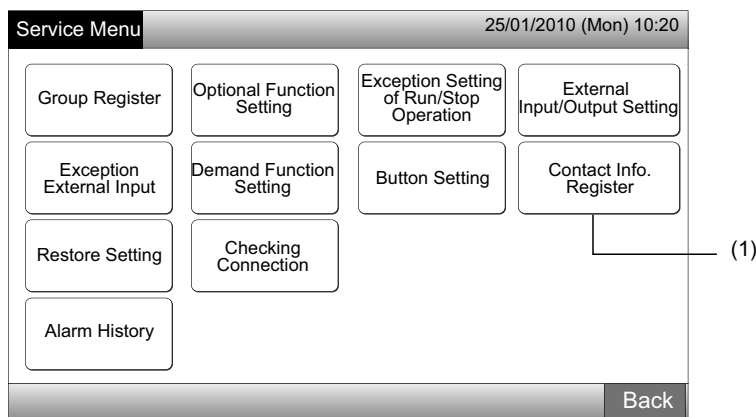 Service Menu
25/01/2010 (Mon) 10:20
Group Register
Optional Function
Setting
Exception Setting
of Run/Stop
Operation
External
Input/Output Setting
Exception
External Input
Demand Function
Setting
Button Setting
Contact Info.
Register
Restore Setting
Checking
Connection
(1)
Alarm History
Back